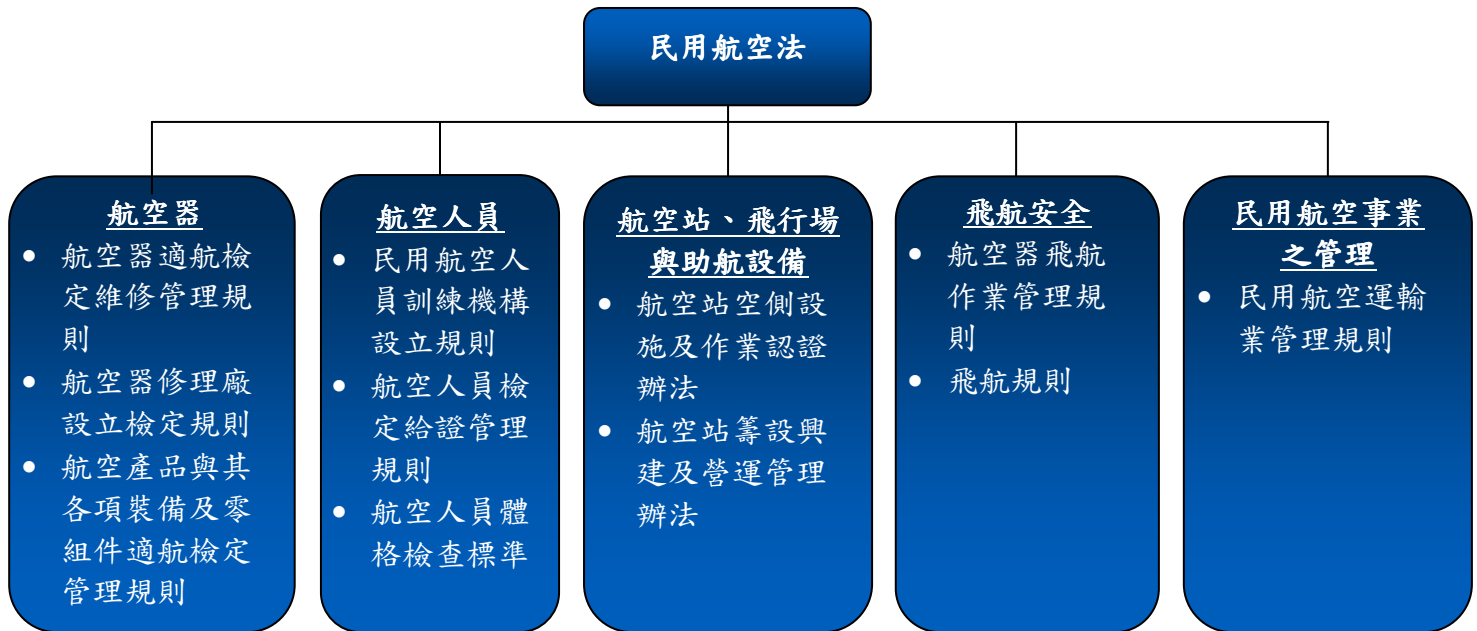 民用航空法
航空器
• 航空器適航檢
定維修管理規
則
• 航空器修理廠
設立檢定規則
• 航空產品與其
各項裝備及零
組件適航檢定
管理規則
航空人員
• 民用航空人
員訓練機構
設立規則
• 航空人員檢
定給證管理
規則
• 航空人員體
格檢查標準
航空站、飛行場
與助航設備
• 航空站空側設
施及作業認證
辦法
• 航空站籌設興
建及營運管理
辦法
飛航安全
• 航空器飛航
作業管理規
則
• 飛航規則
民用航空事業
之管理
• 民用航空運輸
業管理規則